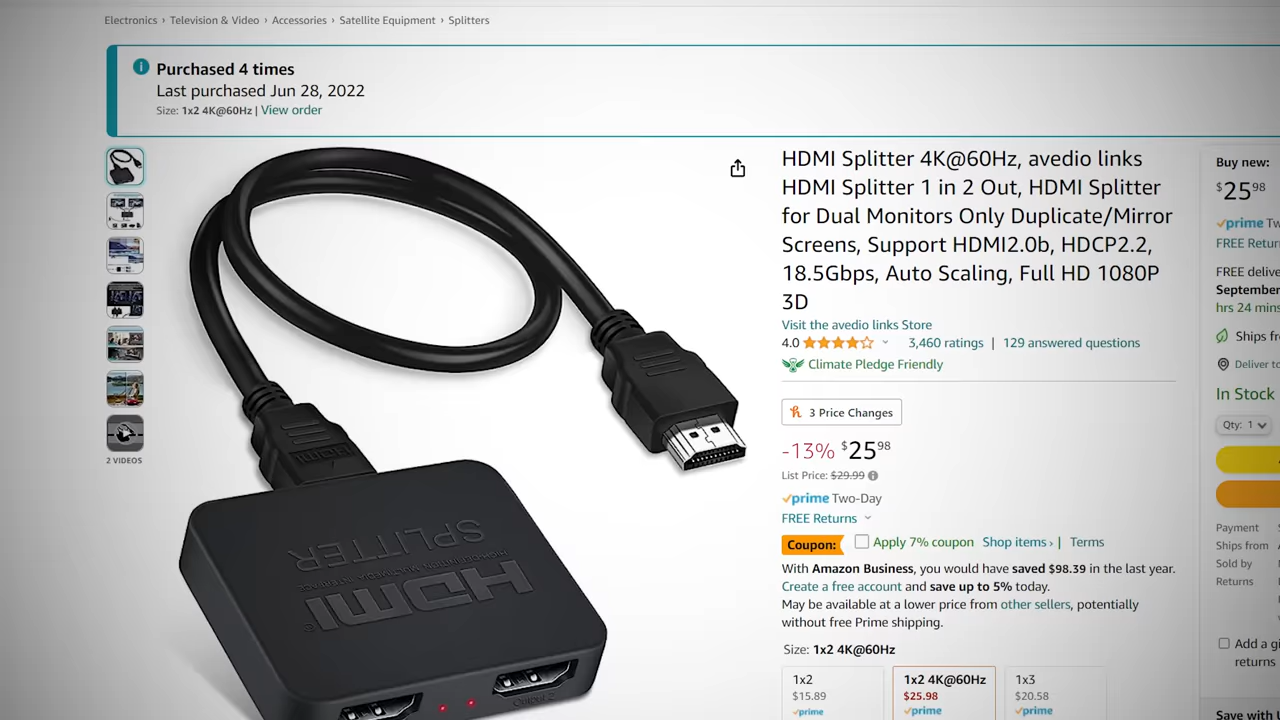 Electronics › Television & Video › Accessories › Satellite Equipment › Splitters
Purchased 4 times
Last purchased Jun 28, 2022
Size: 1x2 4K@60Hz | View order
2 VIDEOS
HDMI
SPLITTER
HDMI
Output 2
HDMI Splitter 4K@60Hz, avedio links
HDMI Splitter 1 in 2 Out, HDMI Splitter
for Dual Monitors Only Duplicate/Mirror
Screens, Support HDMI2.0b, HDCP2.2,
18.5Gbps, Auto Scaling, Full HD 1080P
3D
Visit the avedio links Store
4.0 3,460 ratings | 129 answered questions
Climate Pledge Friendly
3 Price Changes
-13% $2598
List Price: $29.99
prime Two-Day
FREE Returns
Coupon: Apply 7% coupon Shop items › | Terms
With Amazon Business, you would have saved $98.39 in the last year.
Create a free account and save up to 5% today.
May be available at a lower price from other sellers, potentially
without free Prime shipping.
Size: 1x2 4K@60Hz
1x2
$15.89
prime
1x2 4K@60Hz
$25.98
prime
1x3
$20.58
prime
Buy new:
$2598
prime Tw
FREE Return
FREE delive
September
hrs 24 mins
Ships fr
Deliver to
In Stock
Qty: 1
Payment
Ships from
Sold by
Returns
Add a gi
returns
Save with U